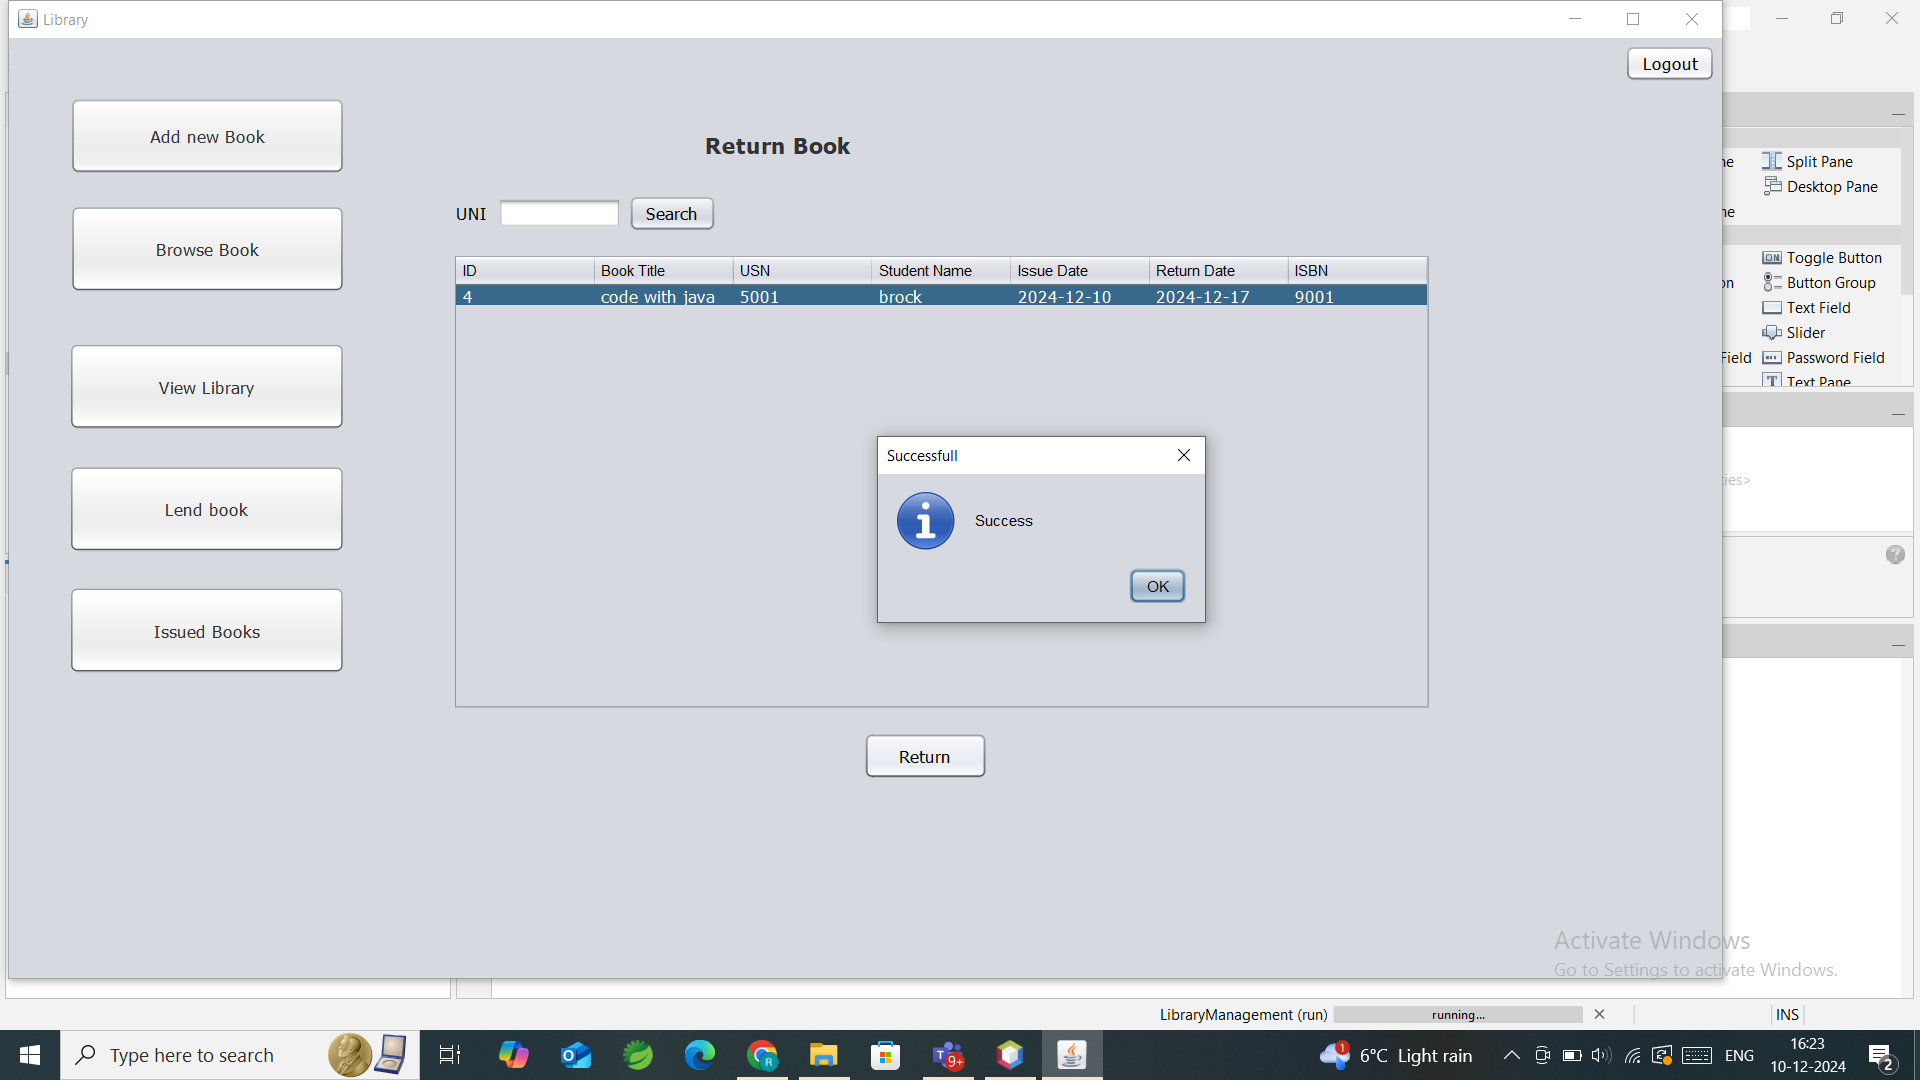 Library
Logout
Add new Book
Browse Book
View Library
Lend book
Issued Books
Return Book
UNI
Search
ID Book Title USN Student Name Issue Date Return Date ISBN
4 code with java 5001 brock 2024-12-10 2024-12-17 9001
Successfull
Success
OK
Return
Split Pane
Desktop Pane
Toggle Button
Button Group
Text Field
Slider
Field Password Field
Text Pane
Activate Windows
Go to Settings to activate Windows.
LibraryManagement (run) running... INS
Type here to search
9+
1
6°C Light rain
ENG
16:23
10-12-2024
2